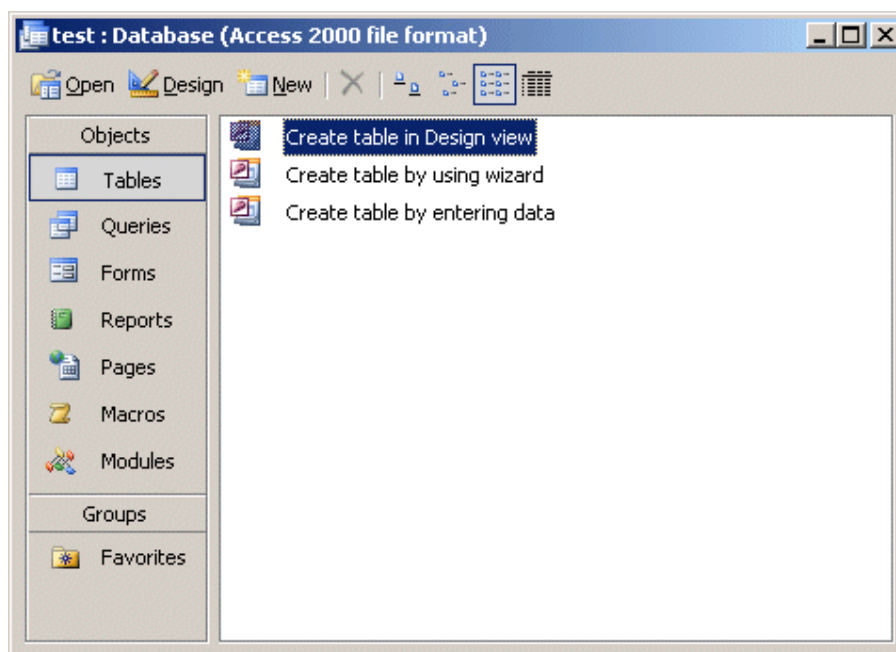 test : Database (Access 2000 file format)
Open Design New
Objects
Tables
Queries
Forms
Reports
Pages
Macros
Modules
Groups
Favorites
Create table in Design view
Create table by using wizard
Create table by entering data